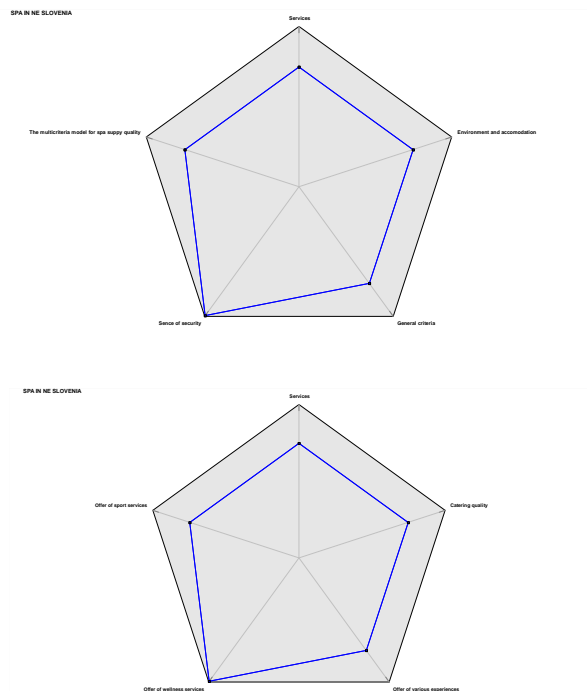 SPA IN NE SLOVENIA
Services
The multicriteria model for spa suppy quality
Environment and accomodation
Sence of security
General criteria
SPA IN NE SLOVENIA
Services
Offer of sport services
Catering quality
Offer of wellness services
Offer of various experiences